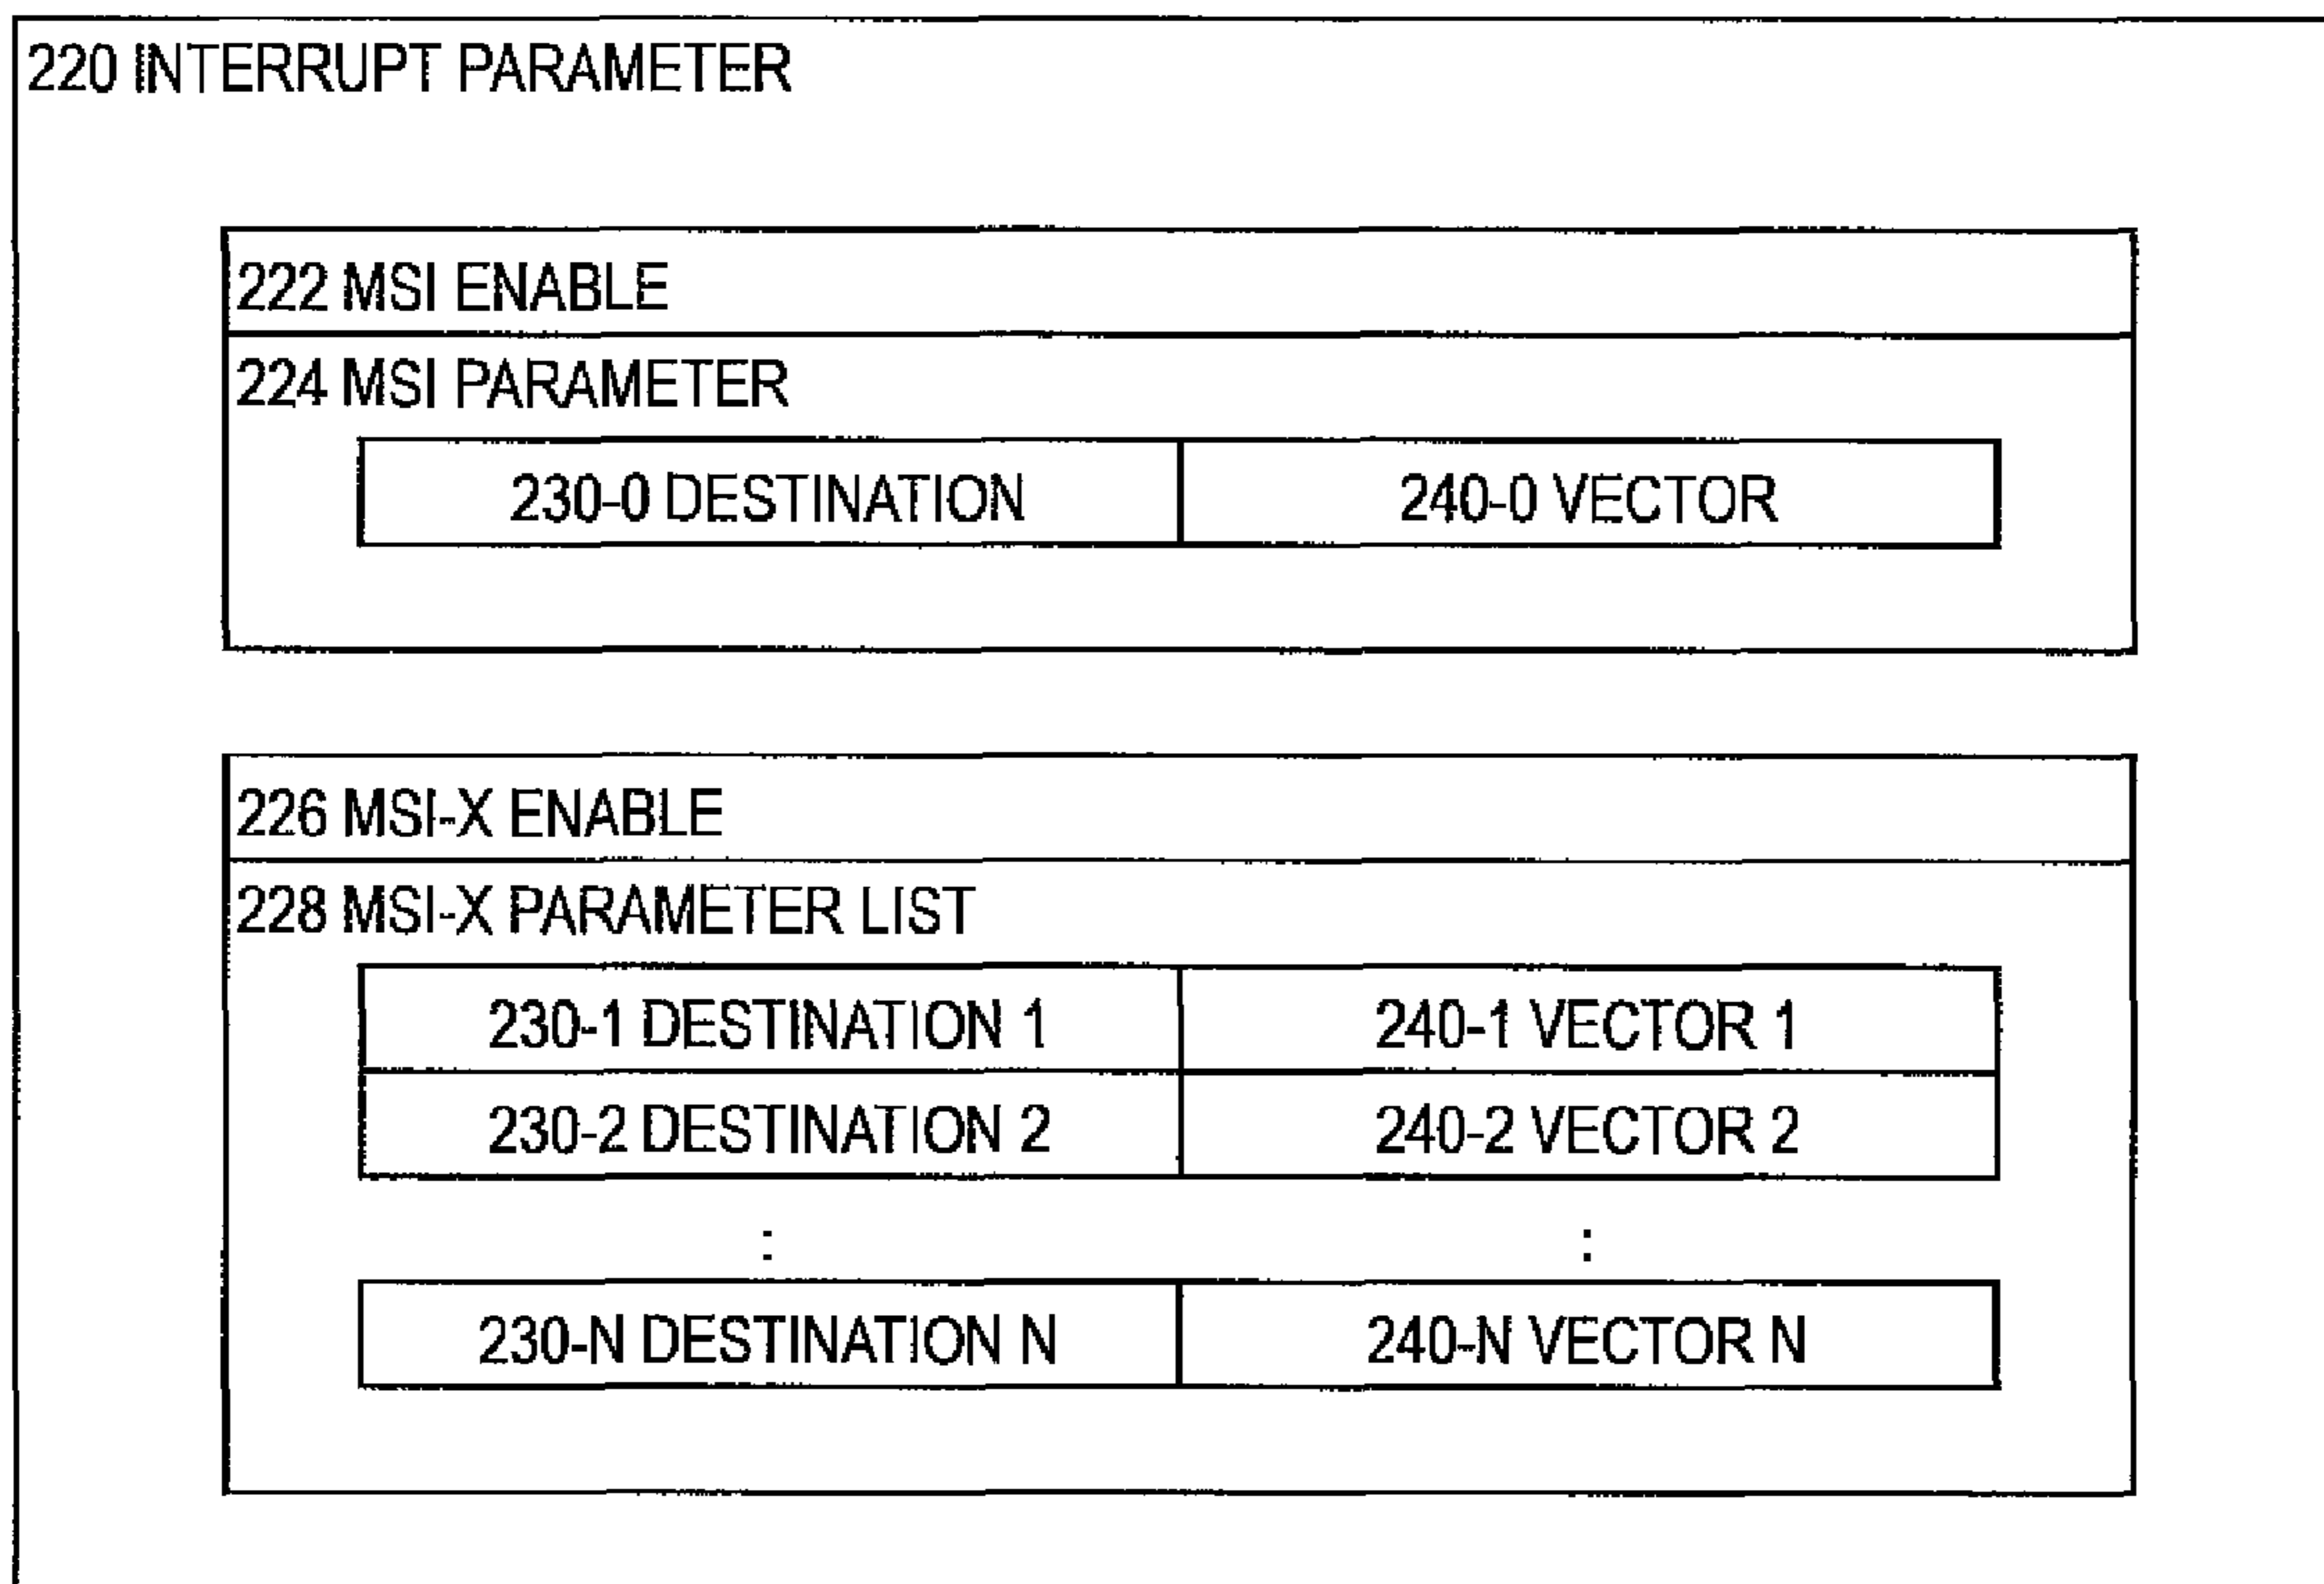 220 INTERRUPT PARAMETER
222 MSI ENABLE
224 MSI PARAMETER
230-0 DESTINATION 240-0 VECTOR
226 MSI-X ENABLE
228 MSI-X PARAMETER LIST
230-1 DESTINATION 1 240-1 VECTOR 1
230-2 DESTINATION 2 240-2 VECTOR 2
: :
230-N DESTINATION N 240-N VECTOR N